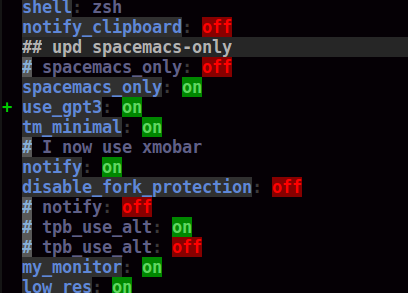 shell: zsh
notify_clipboard: off
## upd spacemacs-only
# spacemacs_only: off
spacemacs_only: on
+ use_gpt3: on
tm_minimal: on
# I now use xmobar
notify: on
disable_fork_protection: off
# notify: off
# tpb_use_alt: on
# tpb_use_alt: off
my_monitor: on
low_res: on